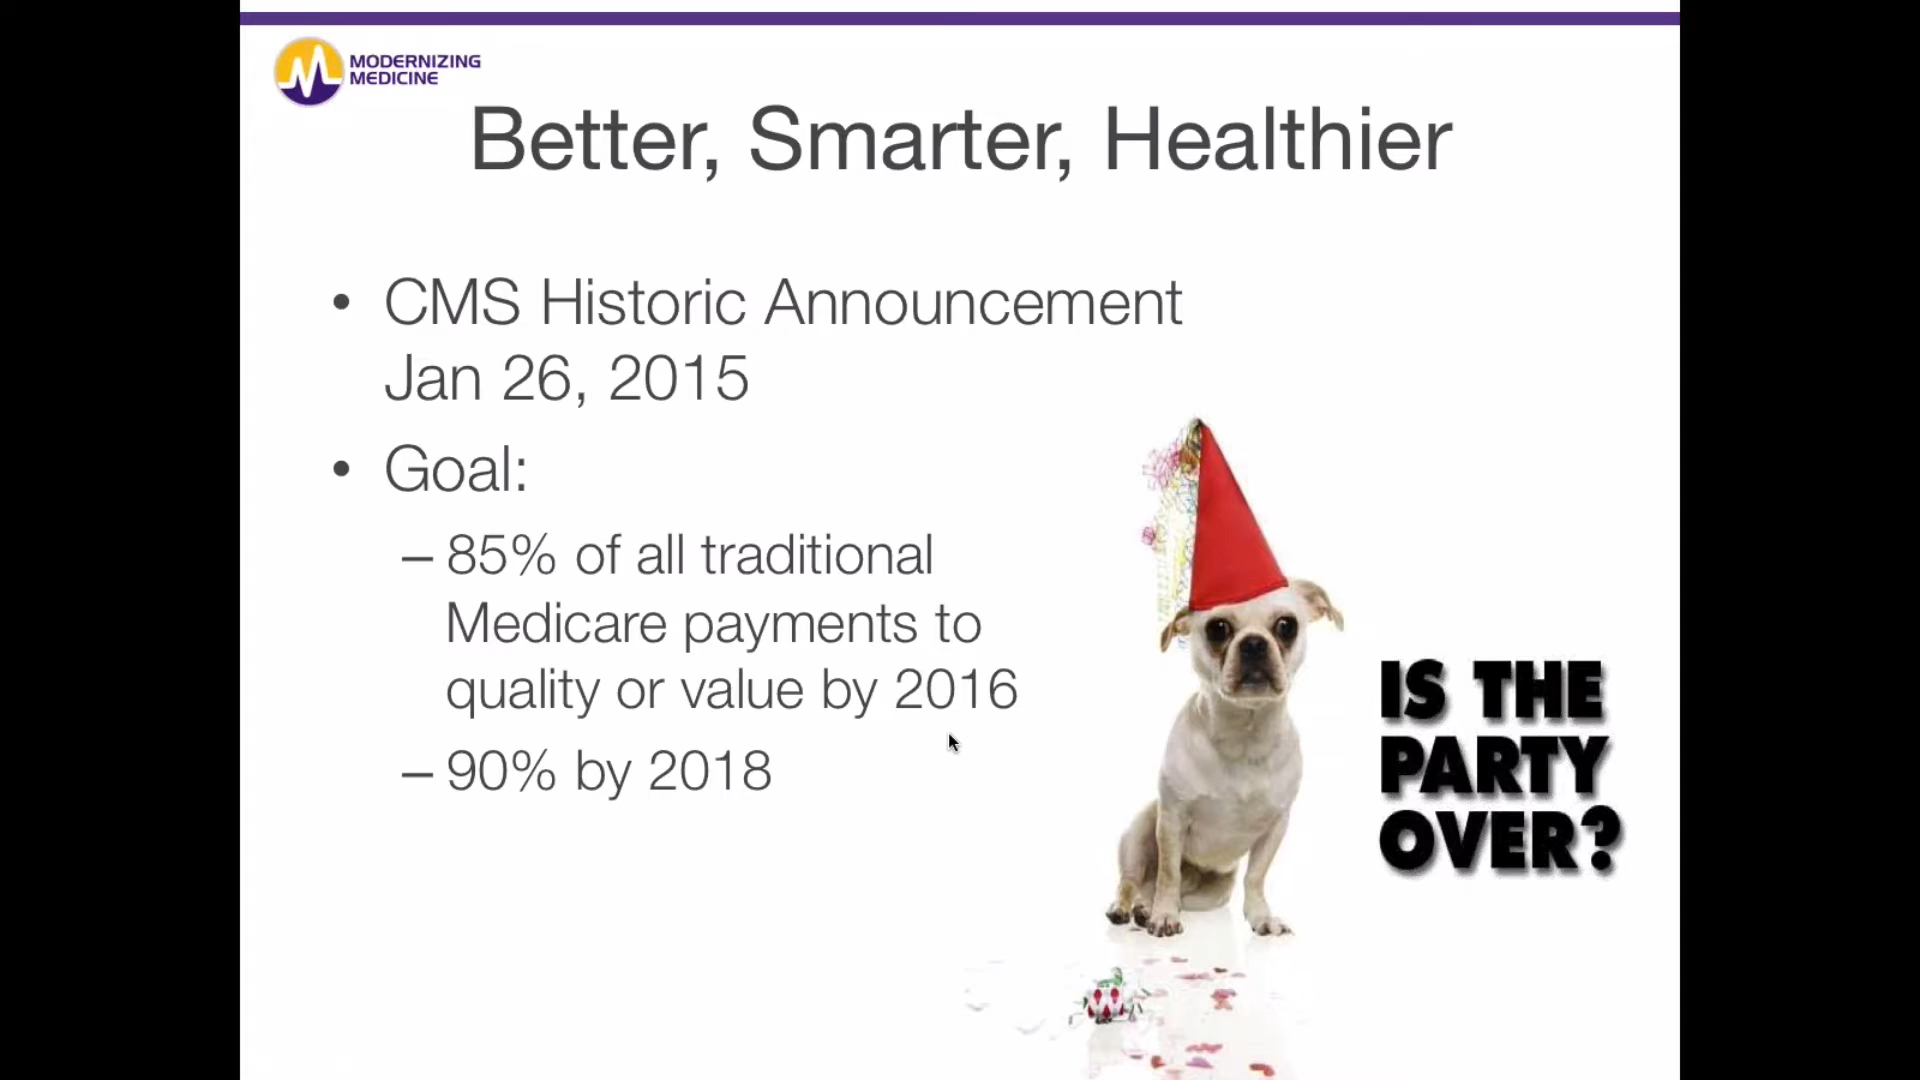 MODERNIZING
MEDICINE
Better, Smarter, Healthier
• CMS Historic Announcement
Jan 26, 2015
• Goal:
– 85% of all traditional
Medicare payments to
quality or value by 2016
– 90% by 2018
IS THE
PARTY
OVER?